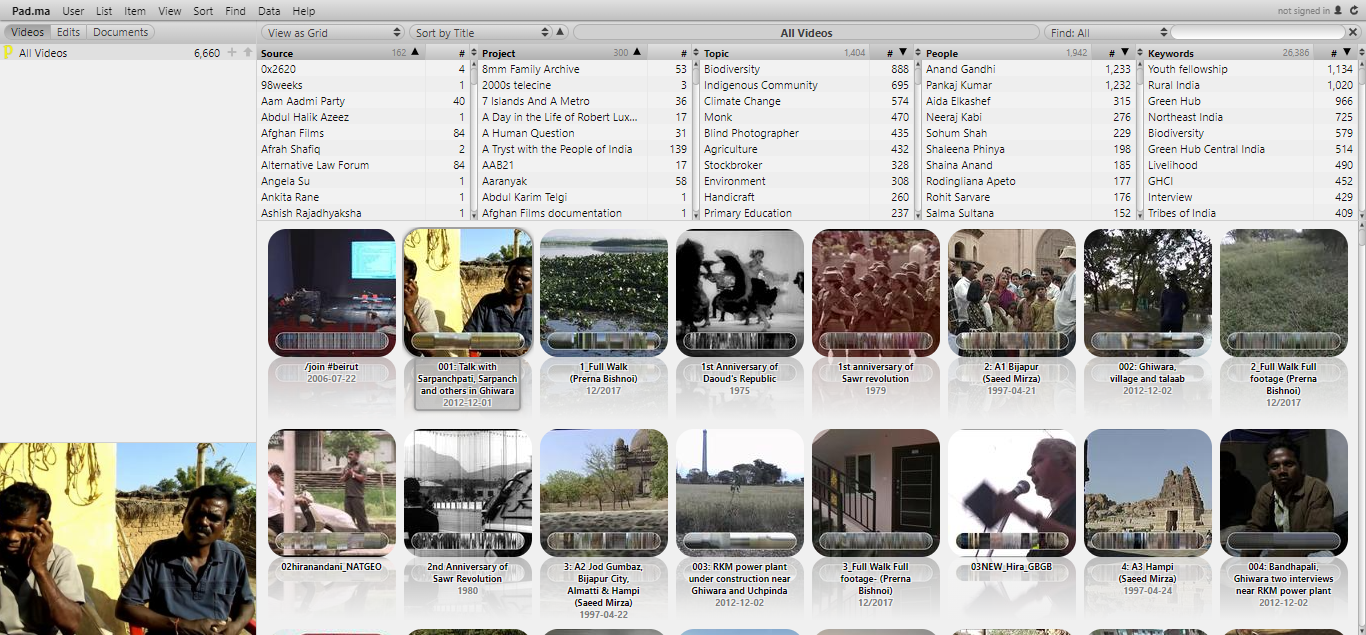 Pad.ma User List Item View Sort Find Data Help not signed in
Videos Edits Documents View as Grid Sort by Title All Videos Find: All
All Videos 6,660
Source 162 # Project 300 # Topic 1,404 # People 1,942 # Keywords 26,386 #
0x2620 4 8mm Family Archive 53 Biodiversity 888 Anand Gandhi 1,233 Youth fellowship 1,134
98weeks 1 2000s telecine 3 Indigenous Community 695 Pankaj Kumar 1,232 Rural India 1,020
Aam Aadmi Party 40 7 Islands And A Metro 36 Climate Change 574 Aida Elkashef 315 Green Hub 966
Abdul Halik Azeez 1 A Day in the Life of Robert Lux... 17 Monk 470 Neeraj Kabi 276 Northeast India 725
Afghan Films 84 A Human Question 31 Blind Photographer 435 Sohum Shah 229 Biodiversity 579
Afrah Shafiq 2 A Tryst with the People of India 139 Agriculture 432 Shaleena Phinya 198 Green Hub Central India 514
Alternative Law Forum 84 AAB21 17 Stockbroker 328 Shaina Anand 185 Livelihood 490
Angela Su 1 Aaranyak 58 Environment 308 Rodingliana Apeto 177 GHCI 452
Ankita Rane 1 Abdul Karim Telgi 1 Handicraft 260 Rohit Sarvare 176 Interview 429
Ashish Rajadhyaksha 1 Afghan Films documentation 1 Primary Education 237 Salma Sultana 152 Tribes of India 409
/join #beirut
2006-07-22
001: Talk with
Sarpanchpati, Sarpanch
and others in Ghiwara
2012-12-01
1_Full Walk
(Prerna Bishnoi)
12/2017
1st Anniversary of
Daoud's Republic
1975
1st anniversary of
Sawr revolution
1979
2: A1 Bijapur
(Saeed Mirza)
1997-04-21
002: Ghiwara,
village and talaab
2012-12-02
2_Full Walk Full
footage (Prerna
Bishnoi)
12/2017
02hiranandani_NATGEO
2nd Anniversary of
Sawr Revolution
1980
3: A2 Jod Gumbaz,
Bijapur City,
Almatti & Hampi
(Saeed Mirza)
1997-04-22
003: RKM power plant
under construction near
Ghiwara and Uchpinda
2012-12-02
3_Full Walk Full
footage- (Prerna
Bishnoi)
12/2017
03NEW_Hira_GBGB
4: A3 Hampi
(Saeed Mirza)
1997-04-24
004: Bandhapali,
Ghiwara two interviews
near RKM power plant
2012-12-02